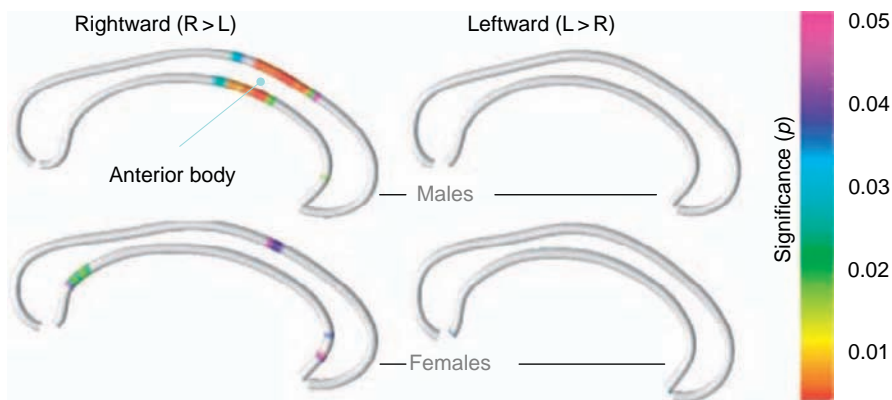 Rightward (R > L)
Leftward (L > R)
Anterior body
Males
Females
Significance (p)
0.05
0.04
0.03
0.02
0.01